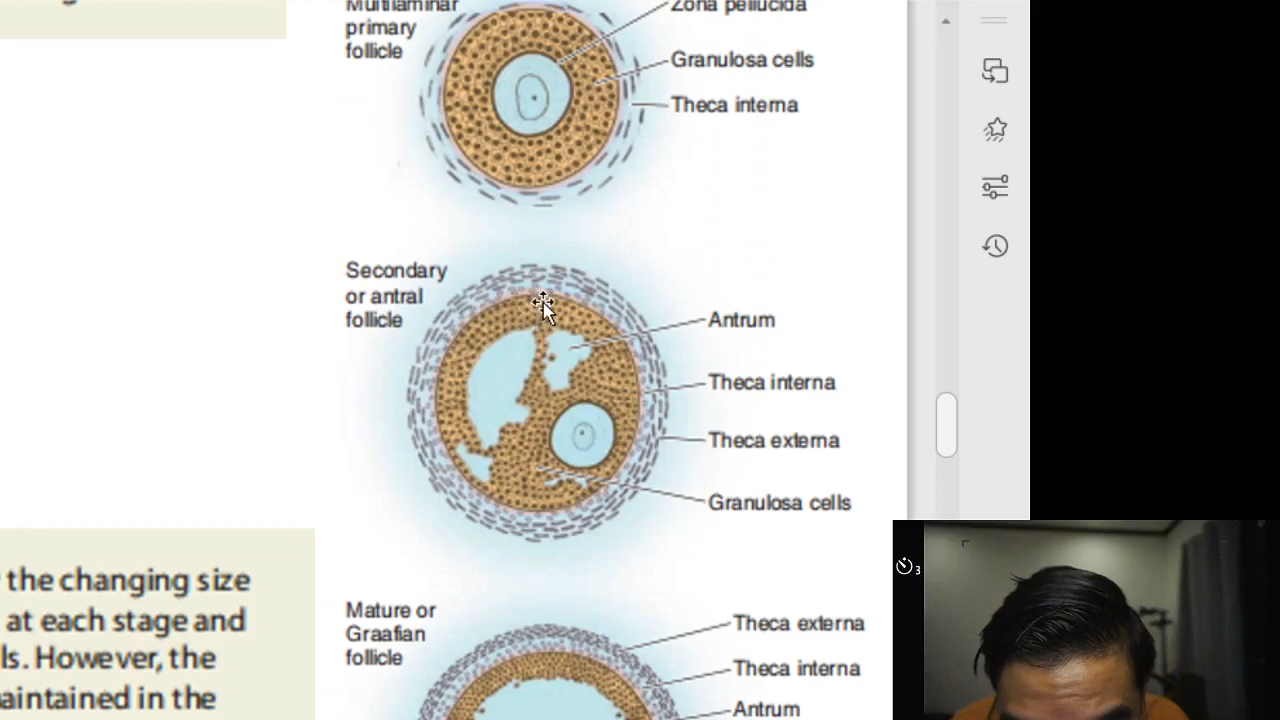 Multilaminar
primary
follicle
Zona pellucida
Granulosa cells
Theca interna
Secondary
or antral
follicle
Antrum
Theca interna
Theca externa
Granulosa cells
the changing size
at each stage and
ls. However, the
aintained in the
Mature or
Graafian
follicle
Theca externa
Theca interna
Antrum
3